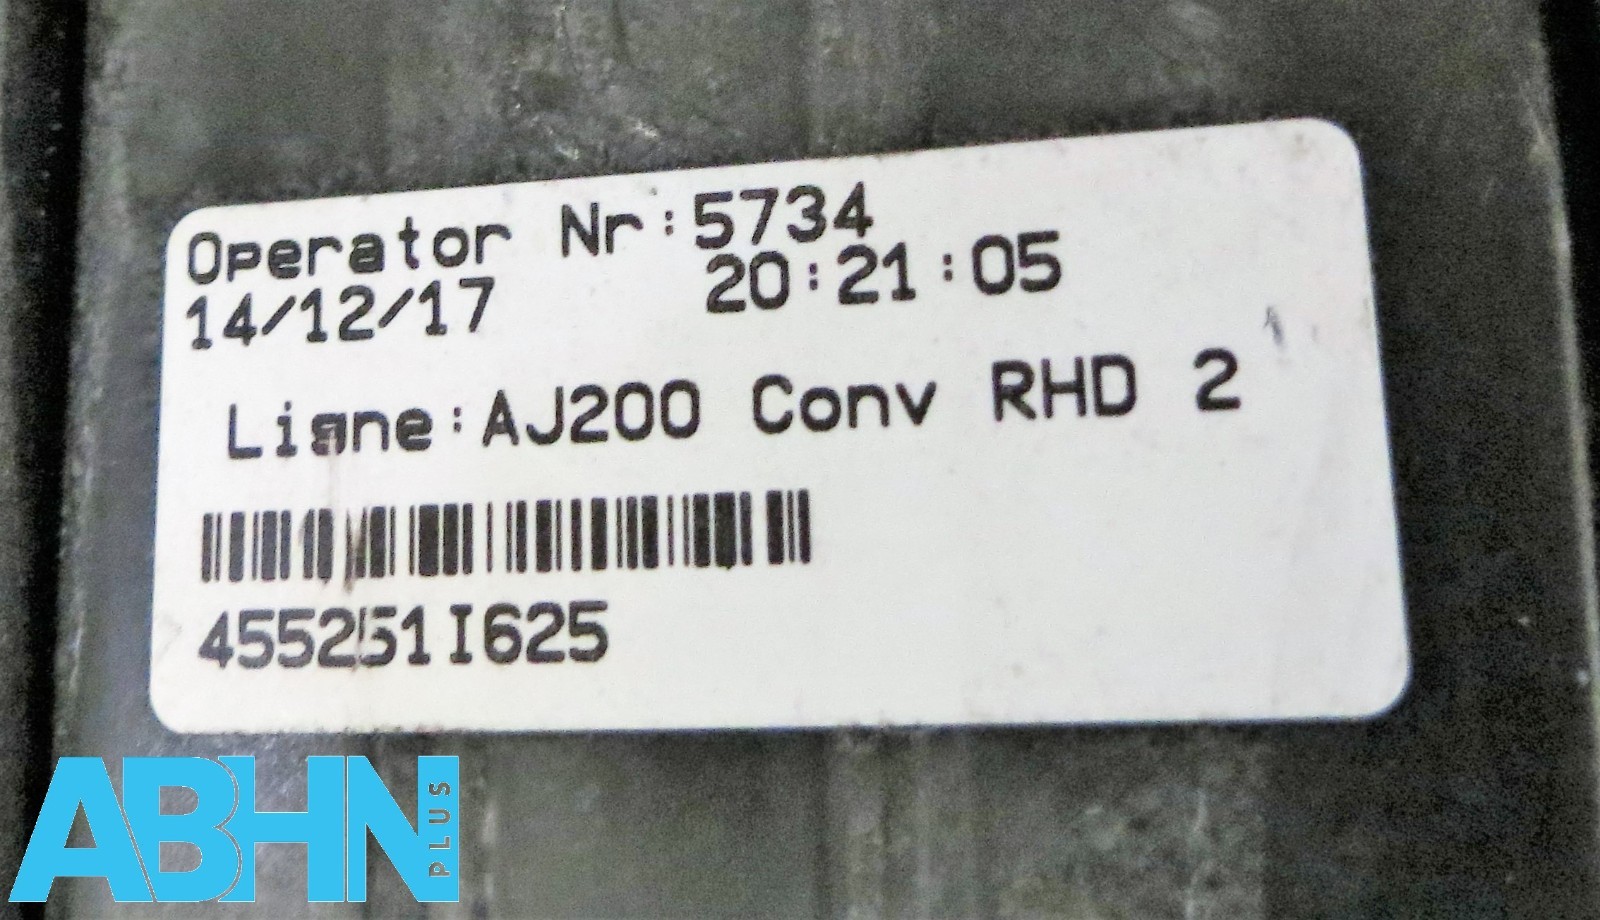 Operator Nr:5734
14/12/17 20:21:05
Ligne:AJ200 Conv RHD 2
455251I625
ABHN PLUS